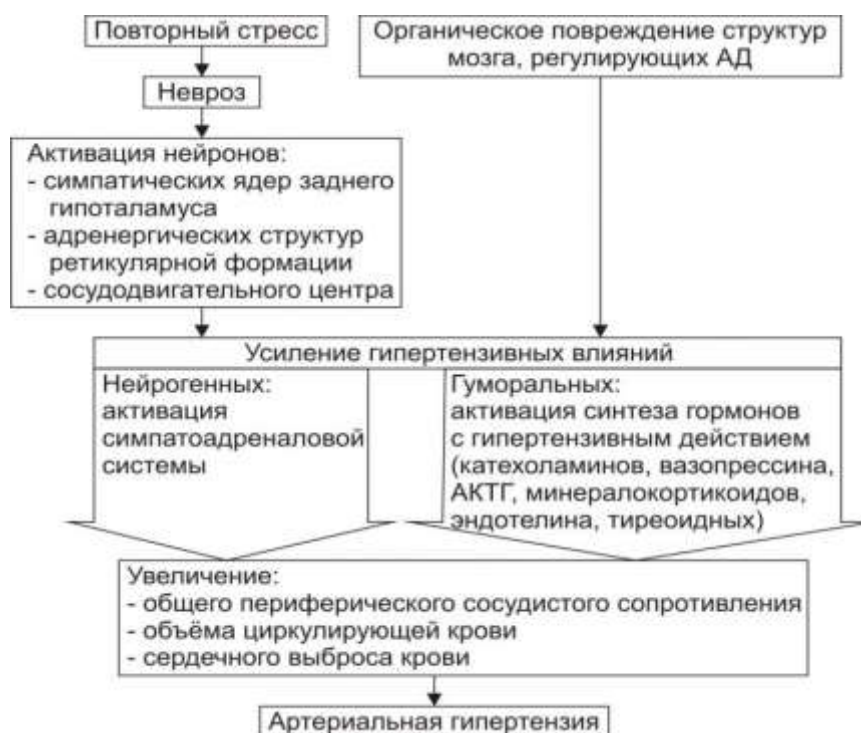 Повторный стресс
Органическое повреждение структур
мозга, регулирующих АД
Невроз
Активация нейронов:
- симпатических ядер заднего
гипоталамуса
- адренергических структур
ретикулярной формации
- сосудодвигательного центра
Усиление гипертензивных влияний
Нейрогенных:
активация
симпатоадреналовой
системы
Гуморальных:
активация синтеза гормонов
с гипертензивным действием
(катехоламинов, вазопрессина,
АКТГ, минералокортикоидов,
эндотелина, тиреоидных)
Увеличение:
- общего периферического сосудистого сопротивления
- объёма циркулирующей крови
- сердечного выброса крови
Артериальная гипертензия